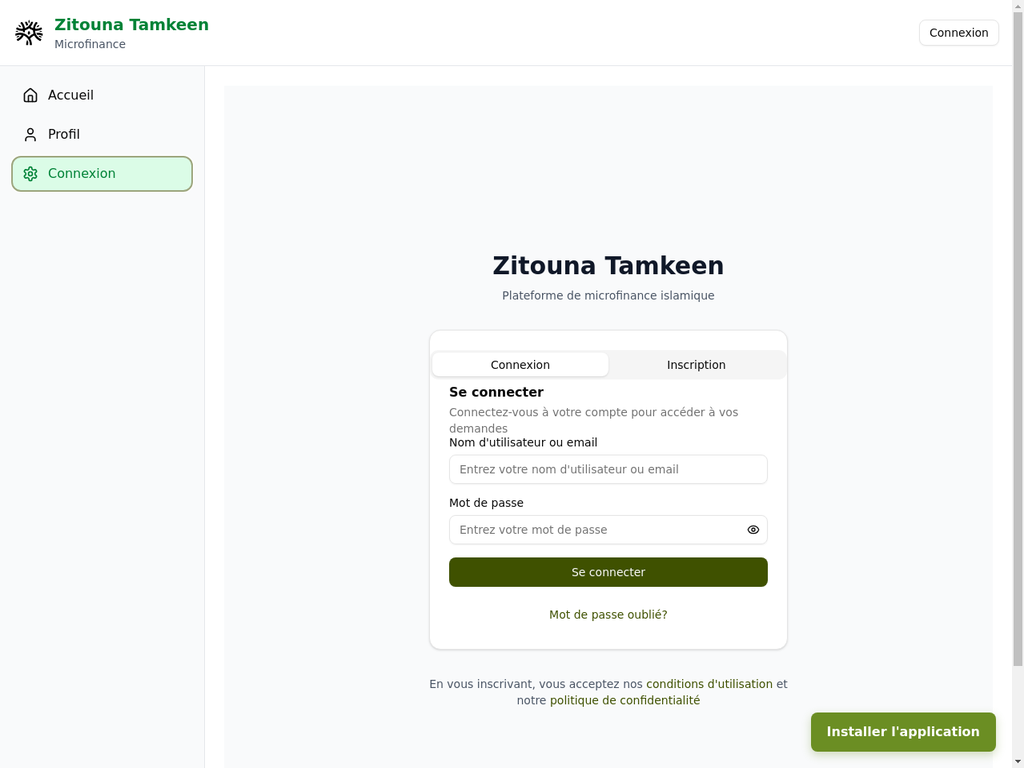 Zitouna Tamkeen
Microfinance
Connexion
Accueil
Profil
Connexion
Zitouna Tamkeen
Plateforme de microfinance islamique
Connexion
Inscription
Se connecter
Connectez-vous à votre compte pour accéder à vos
demandes
Nom d'utilisateur ou email
Entrez votre nom d'utilisateur ou email
Mot de passe
Entrez votre mot de passe
Se connecter
Mot de passe oublié?
En vous inscrivant, vous acceptez nos conditions d'utilisation et
notre politique de confidentialité
Installer l'application